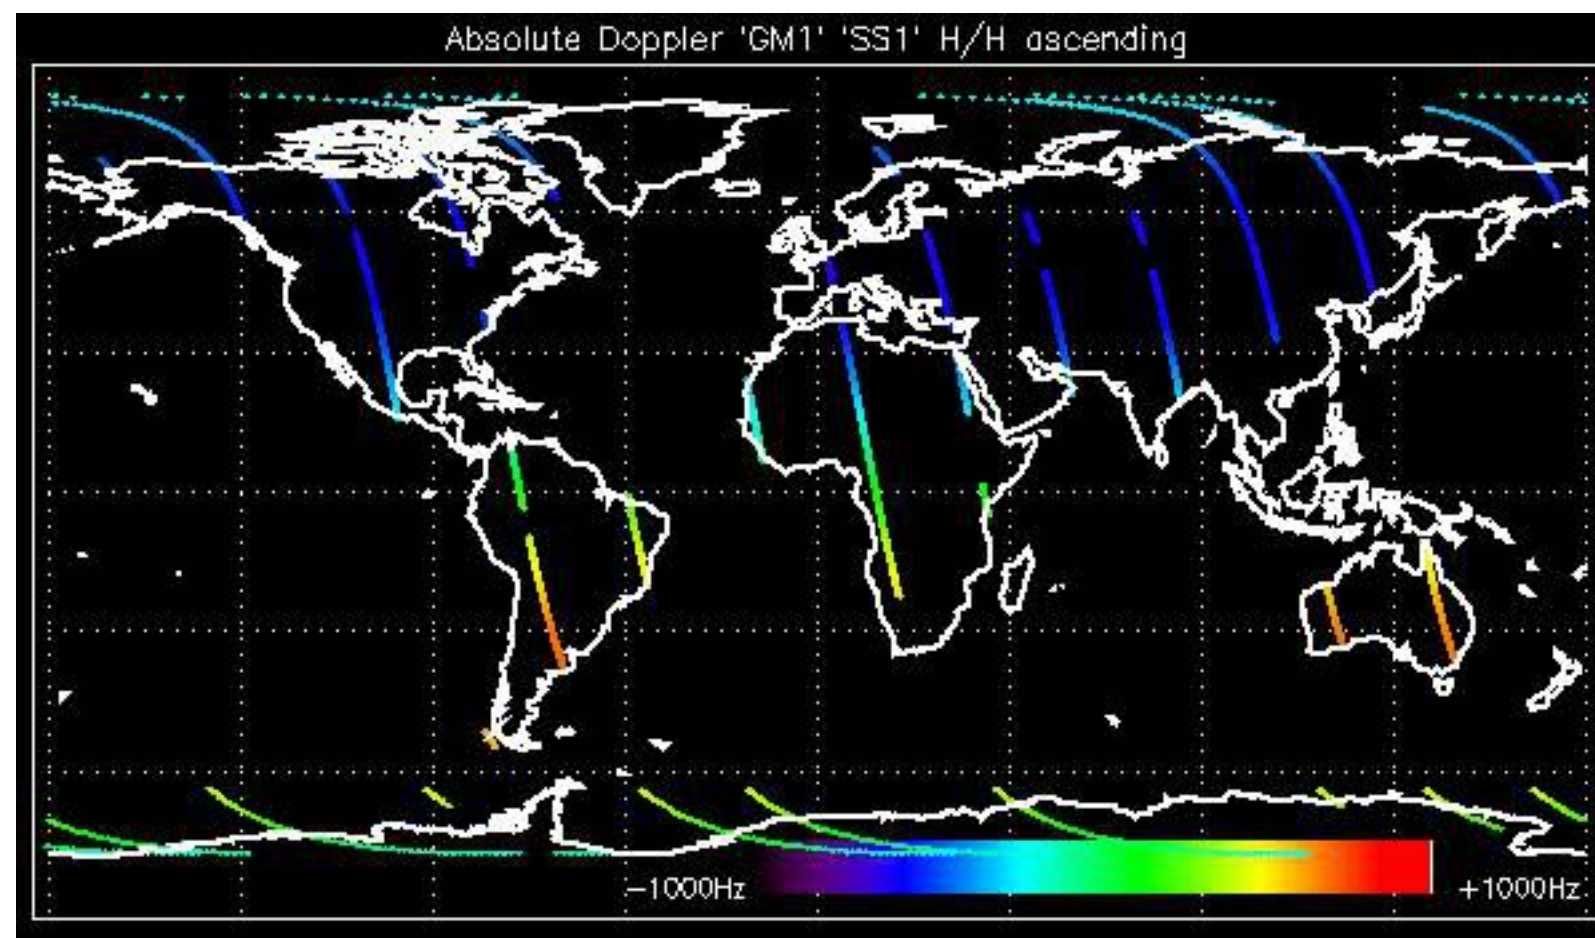 Absolute Doppler 'GM1' 'SS1' H/H ascending
-1000Hz
+1000Hz